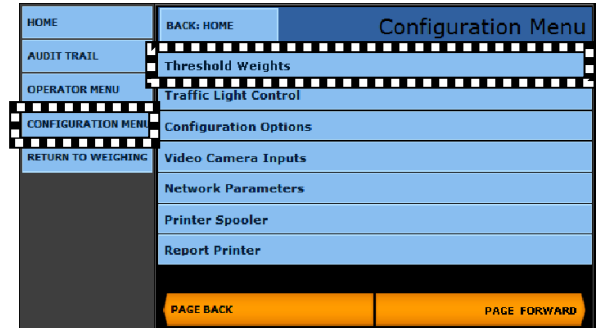 HOME
AUDIT TRAIL
OPERATOR MENU
CONFIGURATION MENU
RETURN TO WEIGHING
BACK: HOME
Configuration Menu
Threshold Weights
Traffic Light Control
Configuration Options
Video Camera Inputs
Network Parameters
Printer Spooler
Report Printer
PAGE BACK
PAGE FORWARD